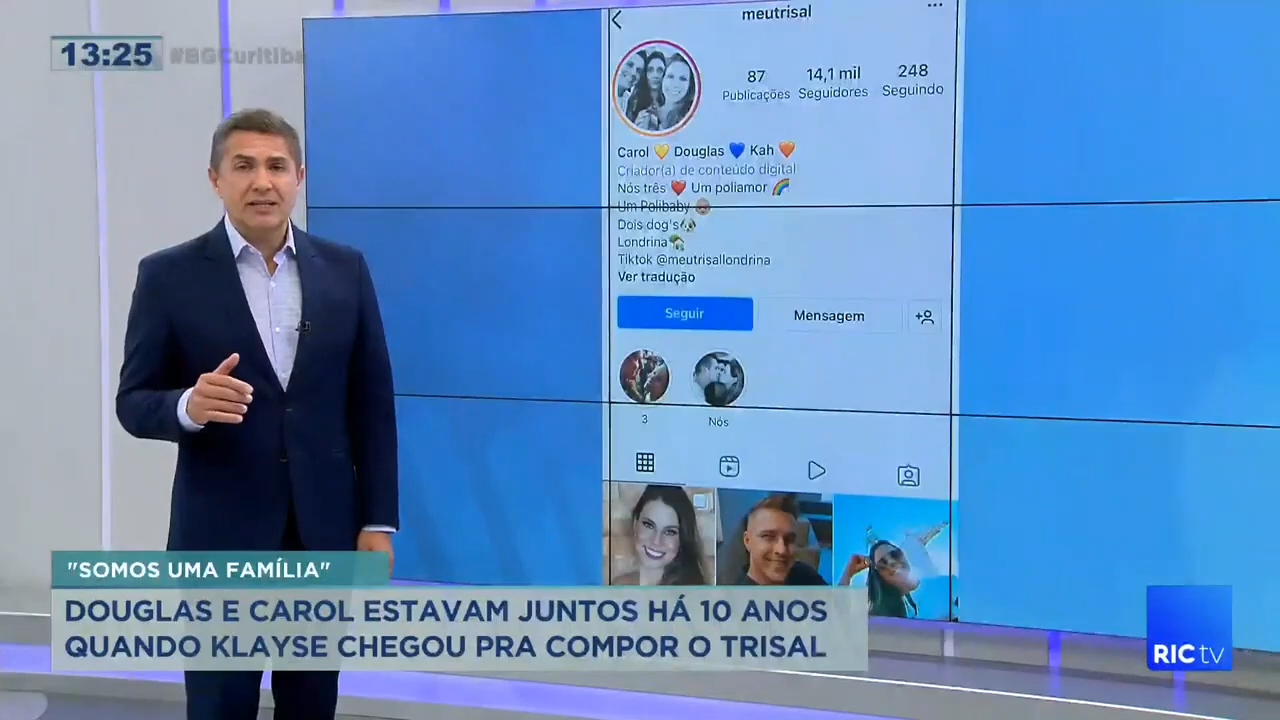 13:25 #BGCuritiba
meutrisal
87
Publicações
14,1 mil
Seguidores
248
Seguindo
Carol 💛 Douglas 💙 Kah 🧡
Criador(a) de conteúdo digital
Nós três ❤️ Um poliamor 🌈
Um Polibaby 👶
Dois dog's🐶
Londrina🏡
Tiktok @meutrisallondrina
Ver tradução
Seguir
Mensagem
3
Nós
"SOMOS UMA FAMÍLIA"
DOUGLAS E CAROL ESTAVAM JUNTOS HÁ 10 ANOS
QUANDO KLAYSE CHEGOU PRA COMPOR O TRISAL
RIC tv